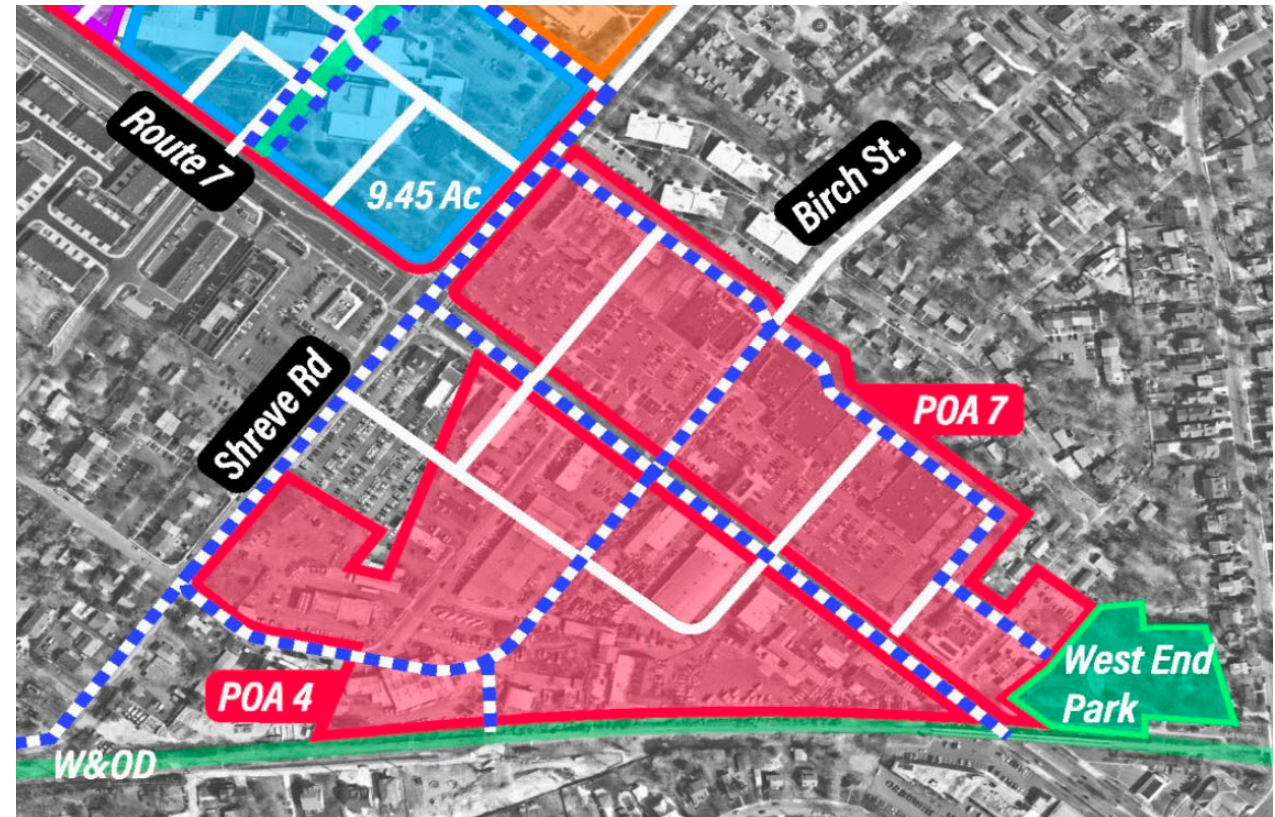 Route 7
9.45 Ac
Birch St.
Shreve Rd
POA 7
POA 4
West End
Park
W&OD